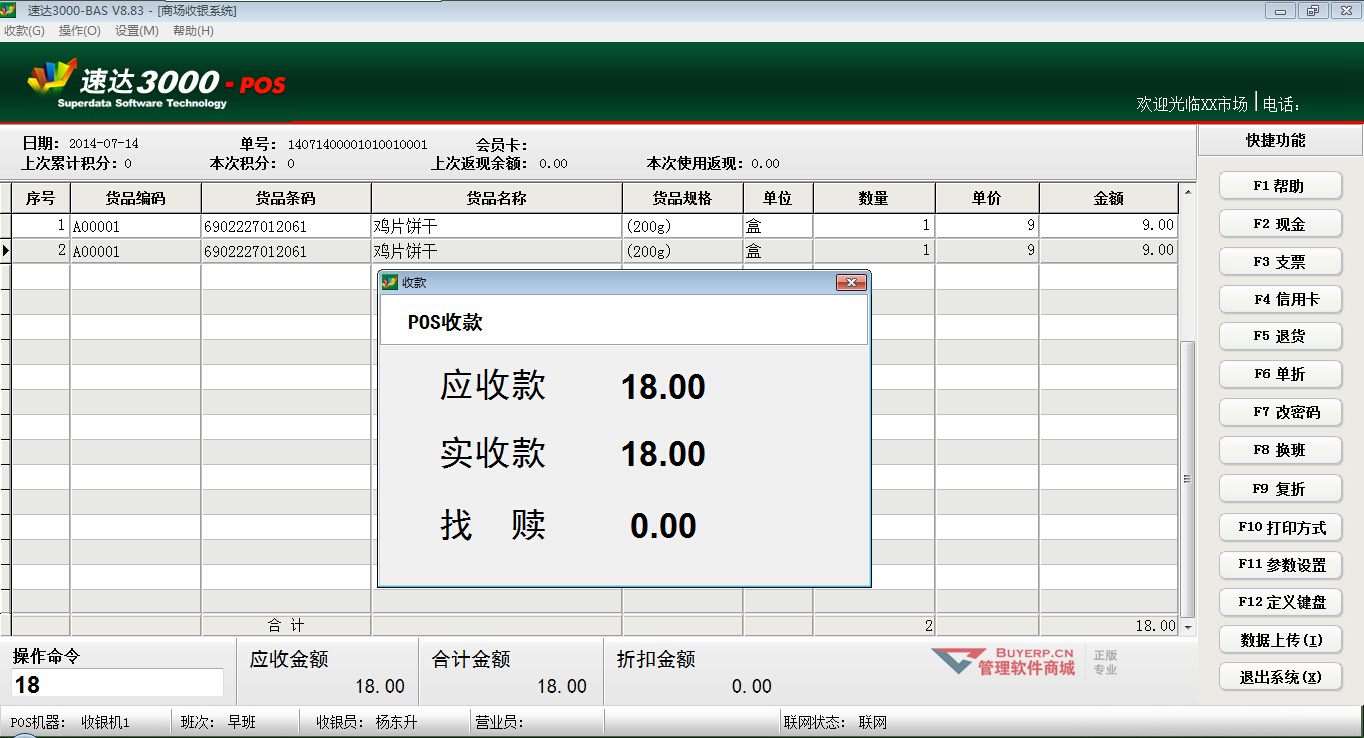 速达3000-BAS V8.83 - [商场收银系统]
收款(G) 操作(O) 设置(M) 帮助(H)
速达3000 - POS
Superdata Software Technology
欢迎光临XX市场 | 电话:
日期: 2014-07-14 单号: 14071400001010010001 会员卡:
上次累计积分: 0 本次积分: 0 上次返现余额: 0.00 本次使用返现: 0.00
序号 货品编码 货品条码 货品名称 货品规格 单位 数量 单价 金额
1 A00001 6902227012061 鸡片饼干 (200g) 盒 1 9 9.00
2 A00001 6902227012061 鸡片饼干 (200g) 盒 1 9 9.00
收款
POS收款
应收款 18.00
实收款 18.00
找 赎 0.00
合 计 2 18.00
快捷功能
F1 帮助
F2 现金
F3 支票
F4 信用卡
F5 退货
F6 单折
F7 改密码
F8 换班
F9 复折
F10 打印方式
F11 参数设置
F12 定义键盘
数据上传(I)
退出系统(X)
操作命令 应收金额 合计金额 折扣金额
18 18.00 18.00 0.00
BUYERP.CN
管理软件商城
正版
专业
POS机器: 收银机1 班次: 早班 收银员: 杨东升 营业员: 联网状态: 联网